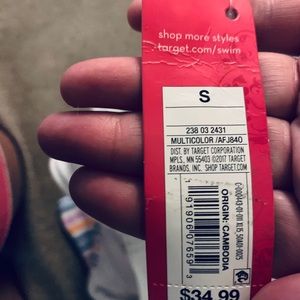 S
shop more styles
target.com/swim
S
238 03 2431
MULTICOLOR /AFJ840
DIST. BY TARGET CORPORATION
MPLS, MN 55403 ©2017 TARGET
BRANDS, INC. SHOP TARGET.COM
ORIGIN: CAMBODIA
$34.99